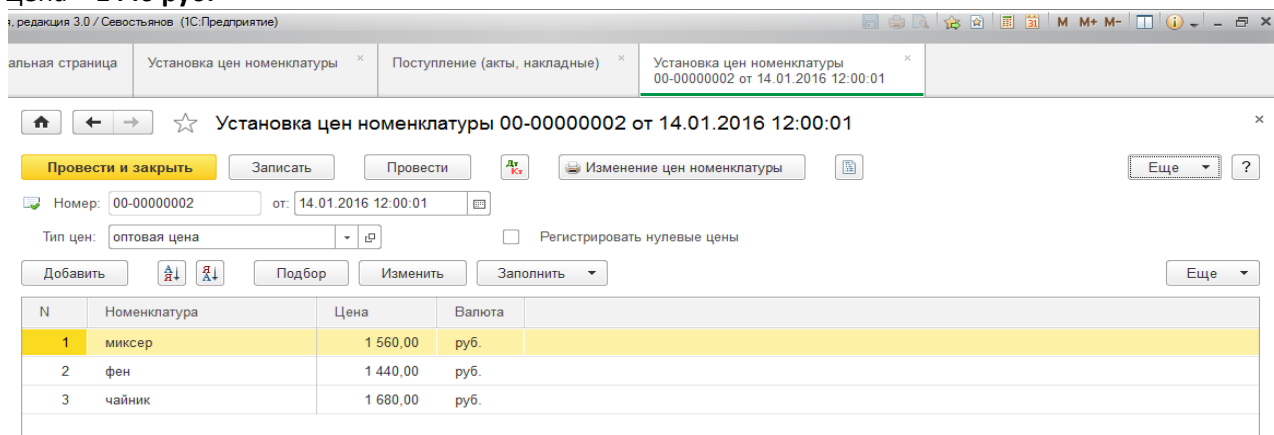 я, редакция 3.0 / Севостьянов (1С:Предприятие) M M+ M-
альная страница Установка цен номенклатуры Поступление (акты, накладные) Установка цен номенклатуры
00-00000002 от 14.01.2016 12:00:01
Установка цен номенклатуры 00-00000002 от 14.01.2016 12:00:01
Провести и закрыть Записать Провести Дт Кт Изменение цен номенклатуры Еще ?
Номер: 00-00000002 от: 14.01.2016 12:00:01
Тип цен: оптовая цена Регистрировать нулевые цены
Добавить Подбор Изменить Заполнить Еще
N Номенклатура Цена Валюта
1 миксер 1 560,00 руб.
2 фен 1 440,00 руб.
3 чайник 1 680,00 руб.